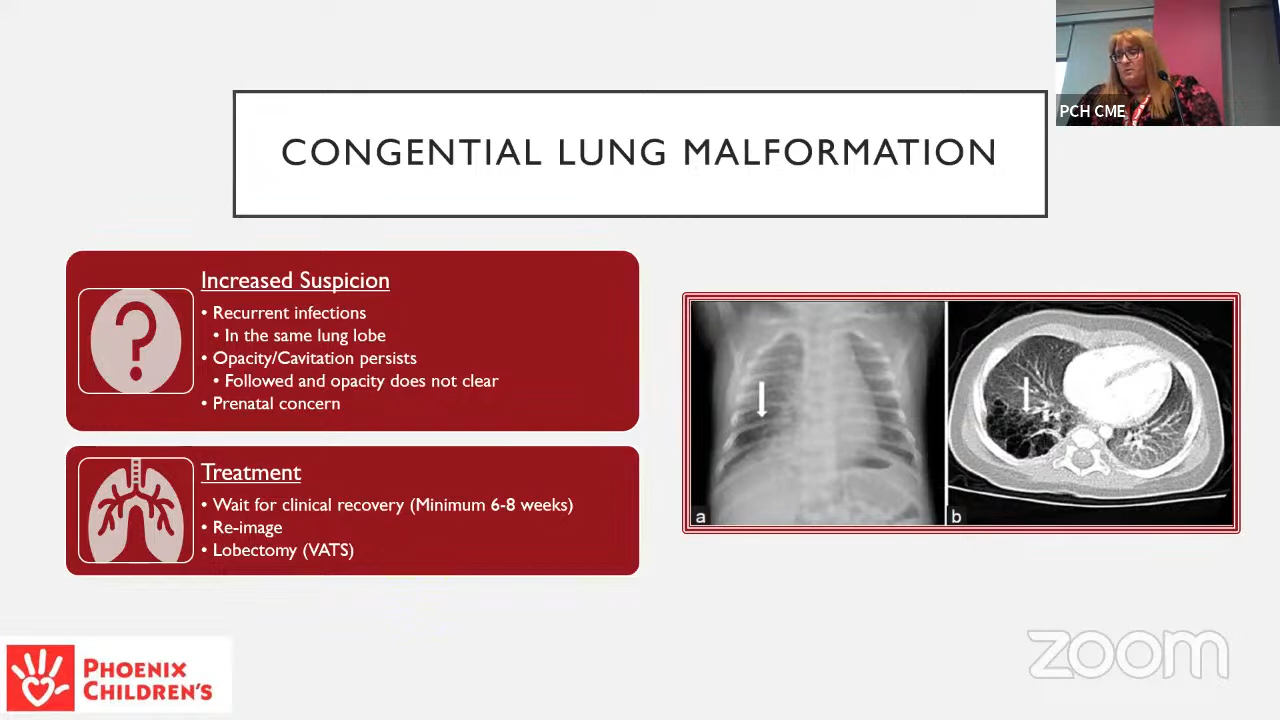 PCH CME
CONGENTIAL LUNG MALFORMATION
Increased Suspicion
• Recurrent infections
• In the same lung lobe
• Opacity/Cavitation persists
• Followed and opacity does not clear
• Prenatal concern
Treatment
• Wait for clinical recovery (Minimum 6-8 weeks)
• Re-image
• Lobectomy (VATS)
a
b
PHOENIX
CHILDREN'S
zoom